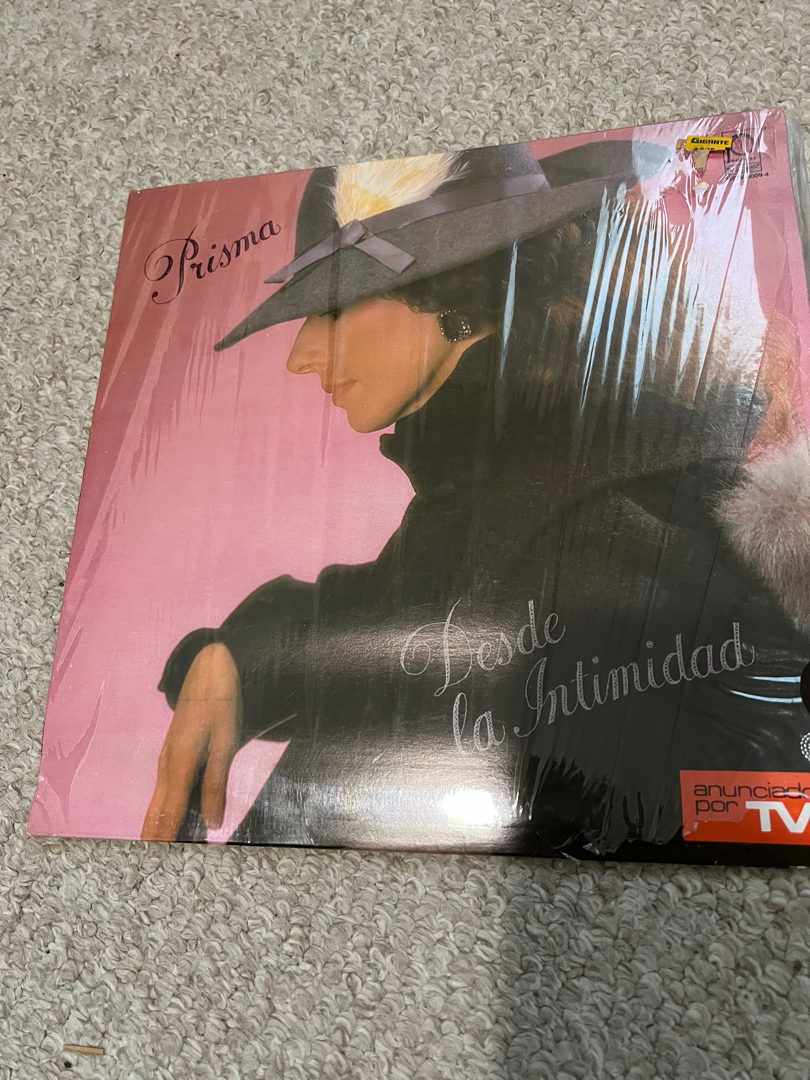 Prisma
GIGANTE
Desde
la Intimidad
anunciado
por TV